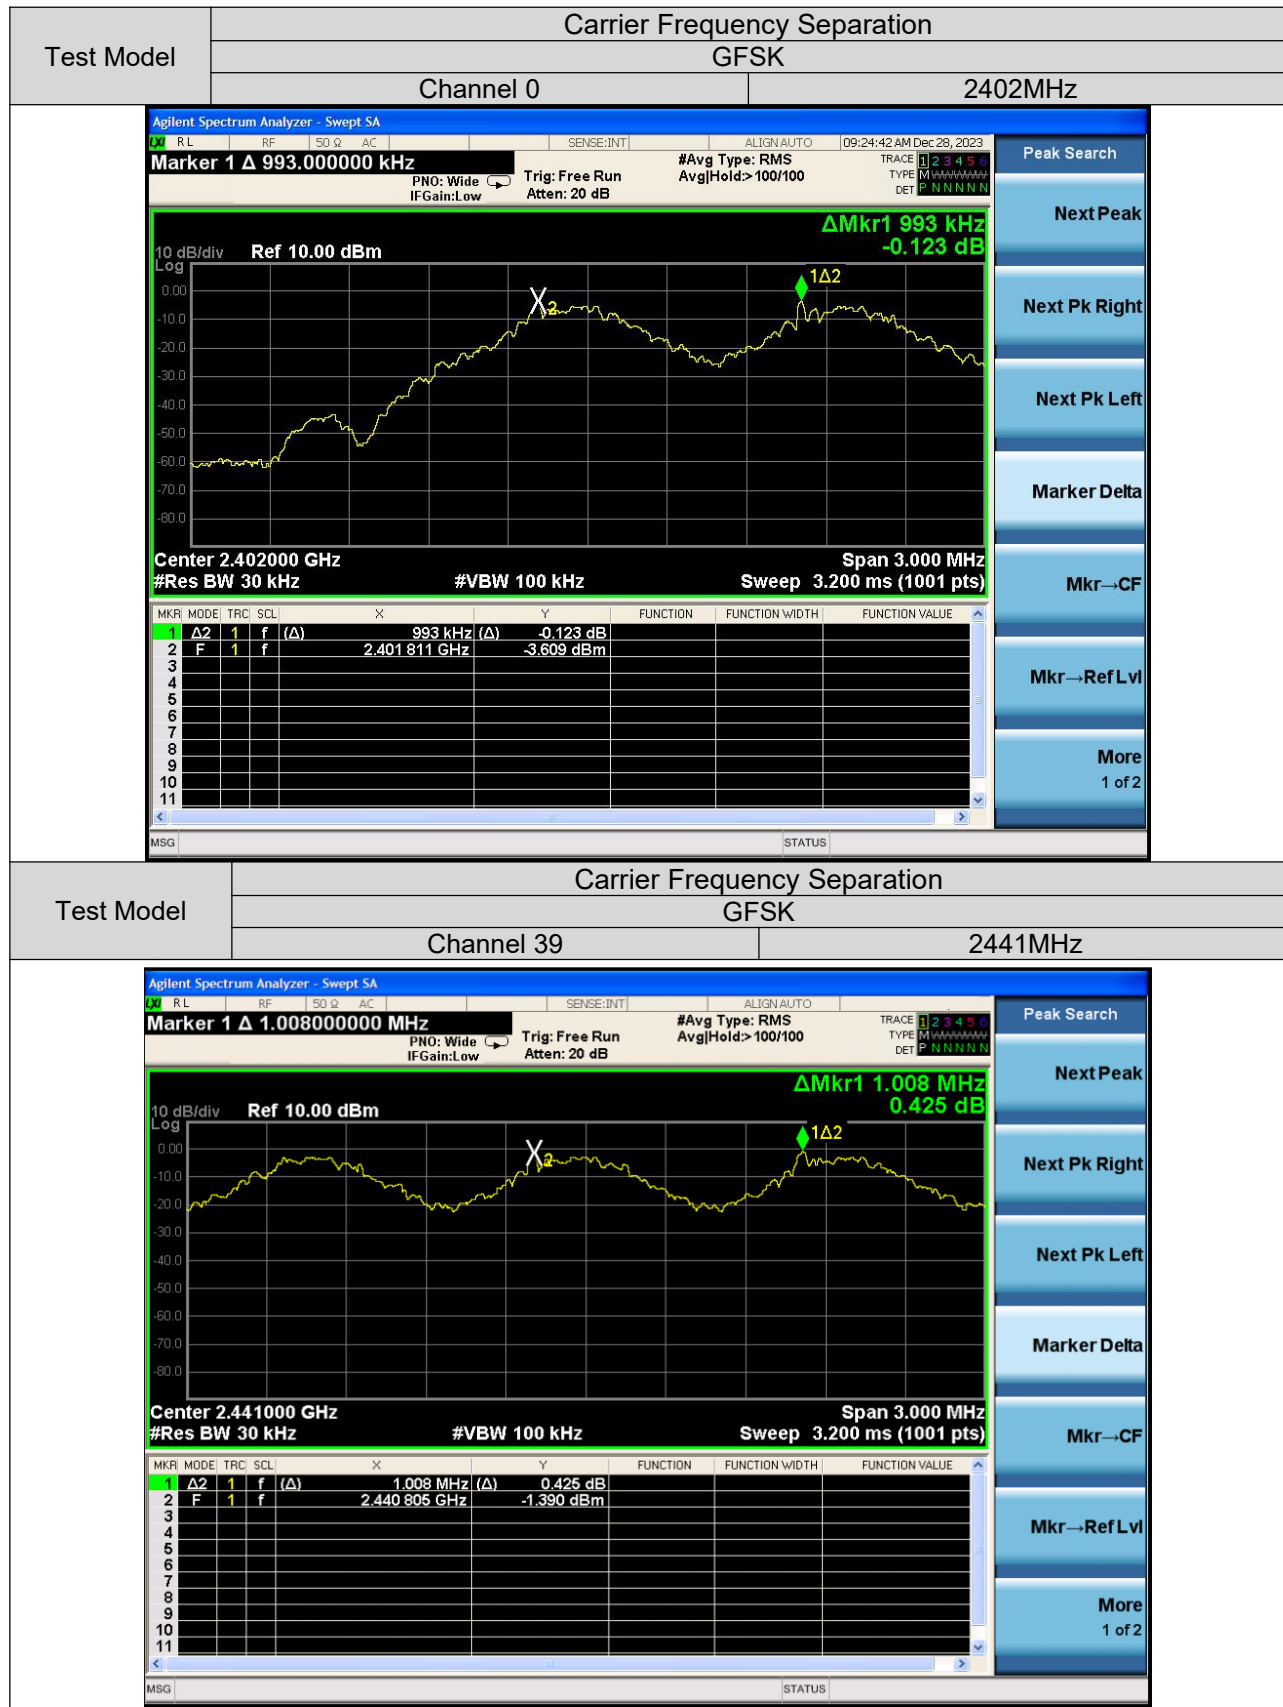 Test Model
Carrier Frequency Separation
GFSK
Channel 0 2402MHz
Agilent Spectrum Analyzer - Swept SA
LXI RL RF 50 Ω AC SENSE:INT ALIGN AUTO 09:24:42 AM Dec 28, 2023
Marker 1 Δ 993.000000 kHz
PNO: Wide
IFGain:Low
Trig: Free Run
Atten: 20 dB
#Avg Type: RMS
Avg|Hold:>100/100
TRACE 1 2 3 4 5 6
TYPE M WWWWW
DET P N N N N N
ΔMkr1 993 kHz
-0.123 dB
10 dB/div Ref 10.00 dBm
Log
1Δ2
0.00
X2
-10.0
-20.0
-30.0
-40.0
-50.0
-60.0
-70.0
-80.0
Center 2.402000 GHz Span 3.000 MHz
#Res BW 30 kHz #VBW 100 kHz Sweep 3.200 ms (1001 pts)
MKR MODE TRC SCL X Y FUNCTION FUNCTION WIDTH FUNCTION VALUE
1 Δ2 1 f (Δ) 993 kHz (Δ) -0.123 dB
2 F 1 f 2.401 811 GHz -3.609 dBm
3
4
5
6
7
8
9
10
11
MSG STATUS
Peak Search
Next Peak
Next Pk Right
Next Pk Left
Marker Delta
Mkr→CF
Mkr→Ref Lvl
More
1 of 2
Test Model
Carrier Frequency Separation
GFSK
Channel 39 2441MHz
Agilent Spectrum Analyzer - Swept SA
LXI RL RF 50 Ω AC SENSE:INT ALIGN AUTO
Marker 1 Δ 1.008000000 MHz
PNO: Wide
IFGain:Low
Trig: Free Run
Atten: 20 dB
#Avg Type: RMS
Avg|Hold:>100/100
TRACE 1 2 3 4 5 6
TYPE M WWWWW
DET P N N N N N
ΔMkr1 1.008 MHz
0.425 dB
10 dB/div Ref 10.00 dBm
Log
1Δ2
0.00
X2
-10.0
-20.0
-30.0
-40.0
-50.0
-60.0
-70.0
-80.0
Center 2.441000 GHz Span 3.000 MHz
#Res BW 30 kHz #VBW 100 kHz Sweep 3.200 ms (1001 pts)
MKR MODE TRC SCL X Y FUNCTION FUNCTION WIDTH FUNCTION VALUE
1 Δ2 1 f (Δ) 1.008 MHz (Δ) 0.425 dB
2 F 1 f 2.440 805 GHz -1.390 dBm
3
4
5
6
7
8
9
10
11
MSG STATUS
Peak Search
Next Peak
Next Pk Right
Next Pk Left
Marker Delta
Mkr→CF
Mkr→Ref Lvl
More
1 of 2